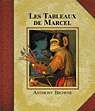 LES TABLEAUX
DE MARCEL
ANTHONY BROWNE